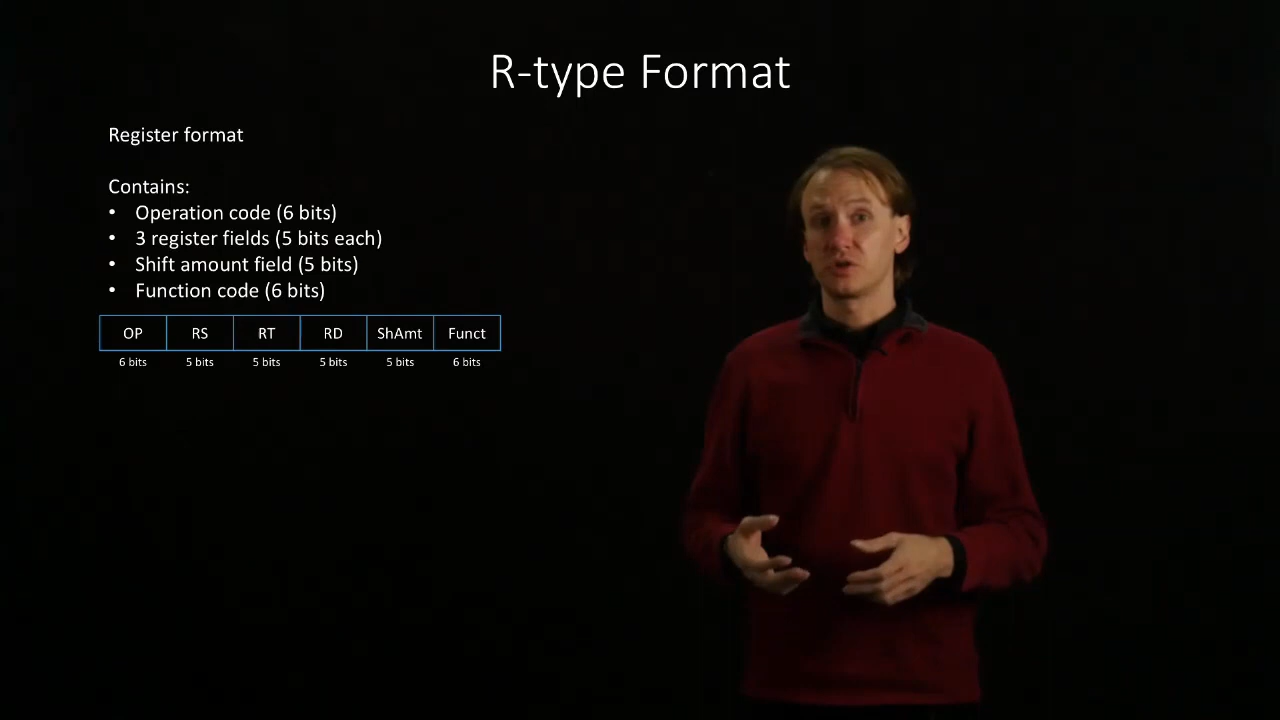 R-type Format
Register format
Contains:
• Operation code (6 bits)
• 3 register fields (5 bits each)
• Shift amount field (5 bits)
• Function code (6 bits)
OP RS RT RD ShAmt Funct
6 bits 5 bits 5 bits 5 bits 5 bits 6 bits